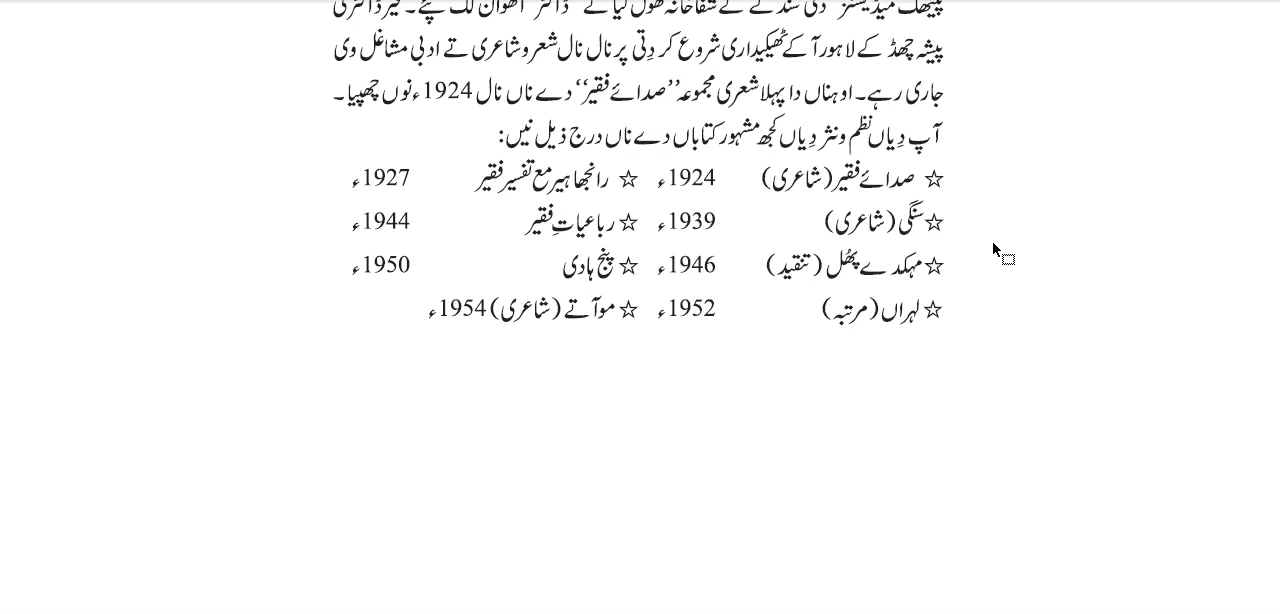 پیشہ چھڈ کے لاہور آ کے ٹھیکیداری شروع کر دِتی پر نال نال شعر و شاعری تے ادبی مشاغل وی
جاری رہے۔ اوہناں دا پہلا شعری مجموعہ ’’صدائے فقیر‘‘ دے ناں نال 1924ء نوں چھپیا۔
آپ دِیاں نظم و نثر دِیاں کجھ مشہور کتاباں دے ناں درج ذیل نیں:
☆ صدائے فقیر (شاعری) 1924ء ☆ رانجھا ہیر مع تفسیر فقیر 1927ء
☆ سنگی (شاعری) 1939ء ☆ رباعیاتِ فقیر 1944ء
☆ مہکدے پھُل (تنقید) 1946ء ☆ پنج ہادی 1950ء
☆ لہراں (مرتبہ) 1952ء ☆ موآتے (شاعری) 1954ء